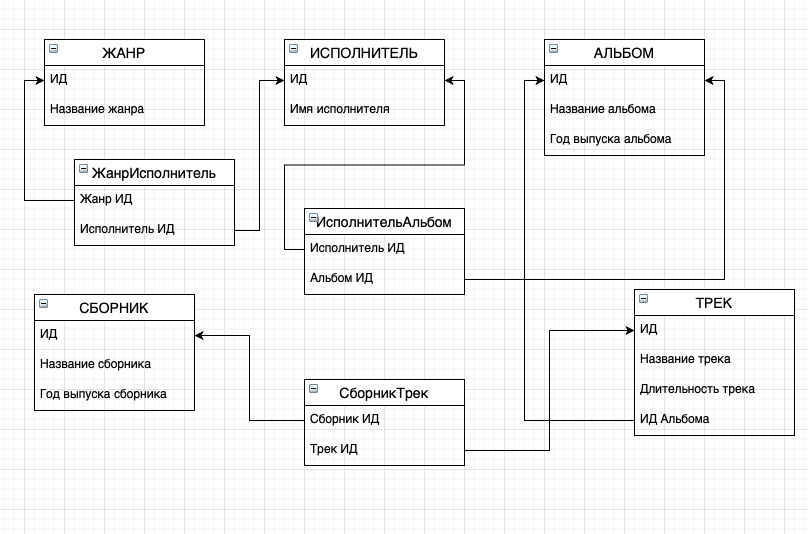 ЖАНР
ИД
Название жанра
ИСПОЛНИТЕЛЬ
ИД
Имя исполнителя
АЛЬБОМ
ИД
Название альбома
Год выпуска альбома
ЖанрИсполнитель
Жанр ИД
Исполнитель ИД
ИсполнительАльбом
Исполнитель ИД
Альбом ИД
СБОРНИК
ИД
Название сборника
Год выпуска сборника
ТРЕК
ИД
Название трека
Длительность трека
ИД Альбома
СборникТрек
Сборник ИД
Трек ИД